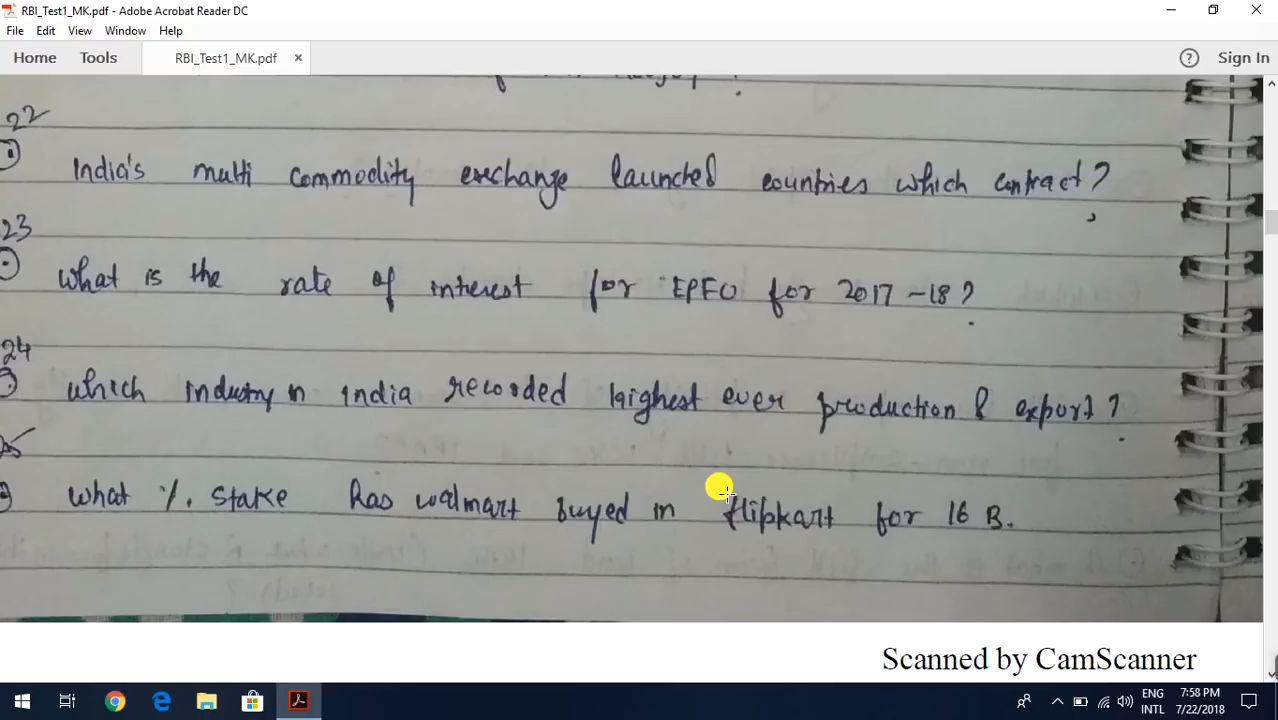 RBI_Test1_MK.pdf - Adobe Acrobat Reader DC
File Edit View Window Help
Home Tools RBI_Test1_MK.pdf × Sign In
22
India's multi commodity exchange launched countries which contract?
23
what is the rate of interest for EPFO for 2017-18?
24
which industry in india recorded highest ever production & export?
25
what %. stake has walmart buyed in flipkart for 16 B.
Scanned by CamScanner
ENG 7:58 PM
INTL 7/22/2018